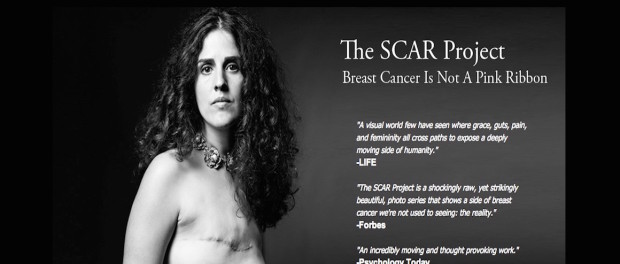 The SCAR Project
Breast Cancer Is Not A Pink Ribbon
"A visual world few have seen where grace, guts, pain,
and femininity all cross paths to expose a deeply
moving side of humanity."
-LIFE
"The SCAR Project is a shockingly raw, yet strikingly
beautiful, photo series that shows a side of breast
cancer we're not used to seeing: the reality."
-Forbes
"An incredibly moving and thought provoking work."
-Psychology Today